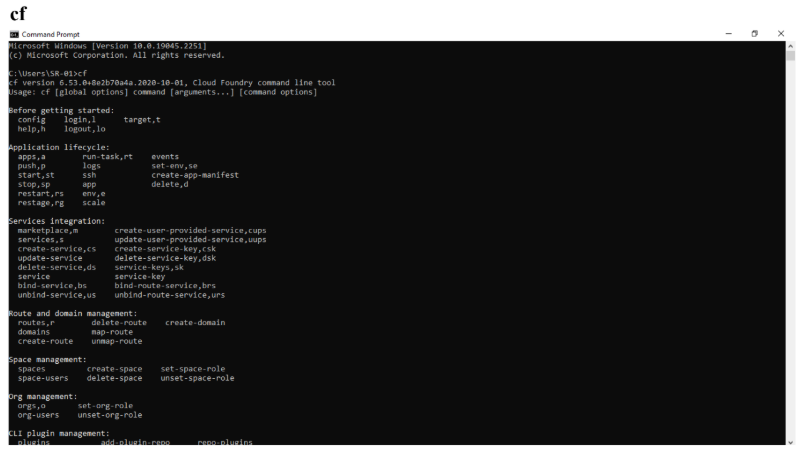 cf
Command Prompt
Microsoft Windows [Version 10.0.19045.2251]
(c) Microsoft Corporation. All rights reserved.
C:\Users\SR-01>cf
cf version 6.53.0+8e2b70a4a.2020-10-01, Cloud Foundry command line tool
Usage: cf [global options] command [arguments...] [command options]
Before getting started:
config login,l target,t
help,h logout,lo
Application lifecycle:
apps,a run-task,rt events
push,p logs set-env,se
start,st ssh create-app-manifest
stop,sp app delete,d
restart,rs env,e
restage,rg scale
Services integration:
marketplace,m create-user-provided-service,cups
services,s update-user-provided-service,uups
create-service,cs create-service-key,csk
update-service delete-service-key,dsk
delete-service,ds service-keys,sk
service service-key
bind-service,bs bind-route-service,brs
unbind-service,us unbind-route-service,urs
Route and domain management:
routes,r delete-route create-domain
domains map-route
create-route unmap-route
Space management:
spaces create-space set-space-role
space-users delete-space unset-space-role
Org management:
orgs,o set-org-role
org-users unset-org-role
CLI plugin management:
plugins add-plugin-repo repo-plugins